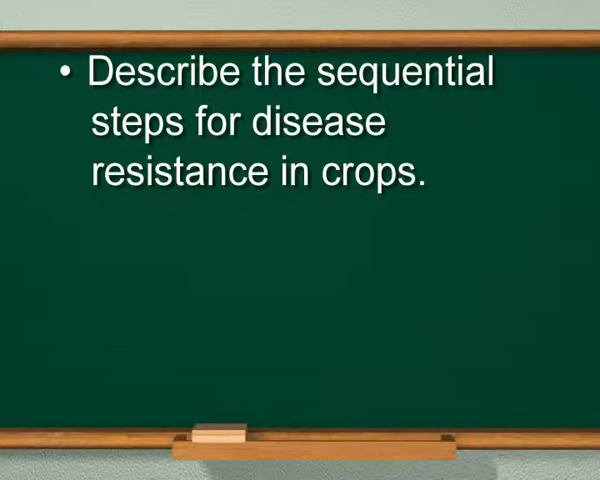 • Describe the sequential
steps for disease
resistance in crops.